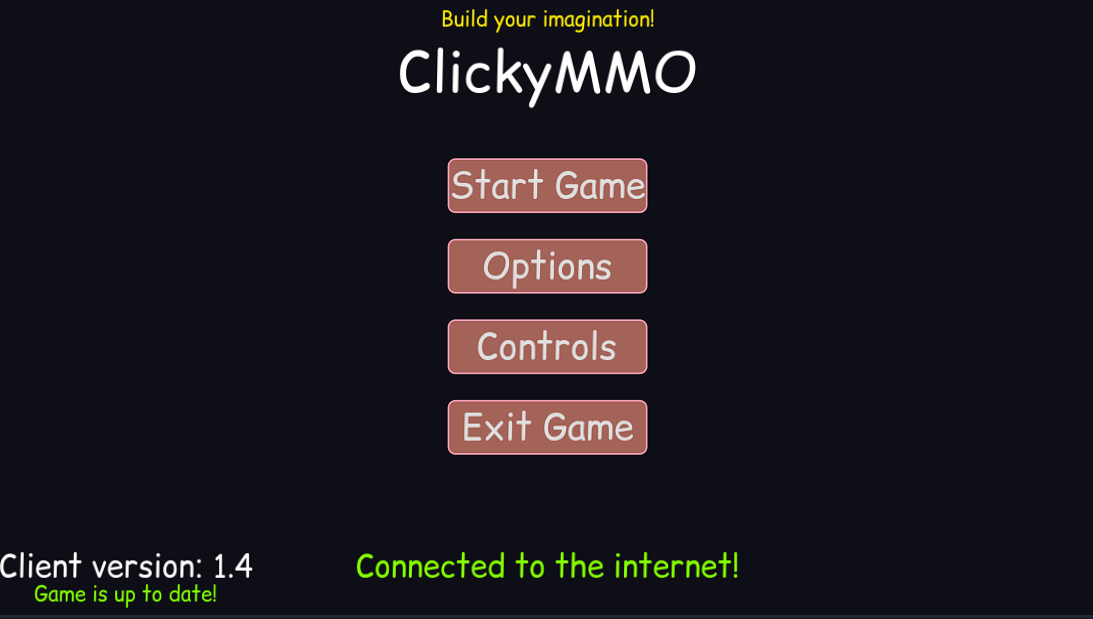 Build your imagination!
ClickyMMO
Start Game
Options
Controls
Exit Game
Client version: 1.4
Game is up to date!
Connected to the internet!